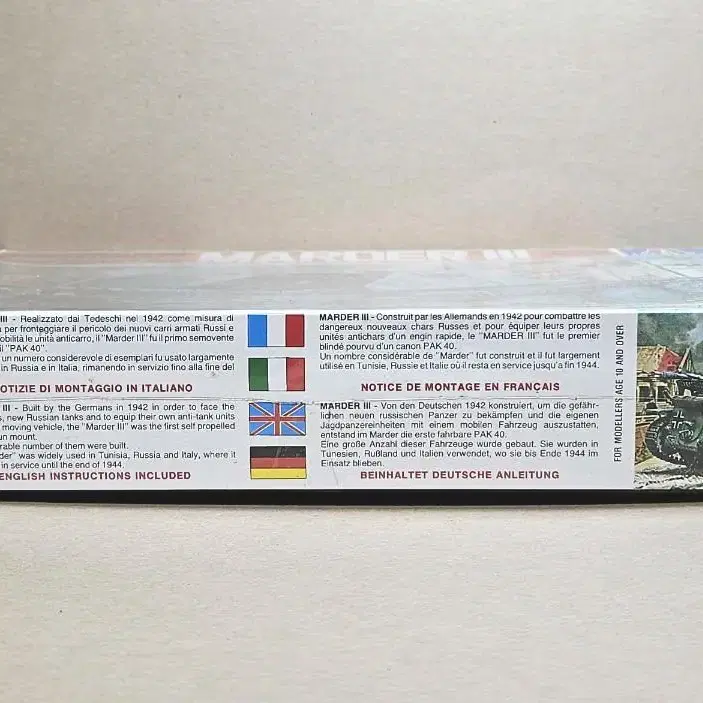 MARDER III
III - Realizzato dai Tedeschi nel 1942 come misura di
per fronteggiare il pericolo dei nuovi carri armati Russi e
mobilità le unità anticarro, il "Marder III" fu il primo semovente
il "PAK 40".
un numero considerevole di esemplari fu usato largamente
in Russia e in Italia, rimanendo in servizio fino alla fine del
NOTIZIE DI MONTAGGIO IN ITALIANO
III - Built by the Germans in 1942 in order to face the
, new Russian tanks and to equip their own anti-tank units
moving vehicle, the "Marder III" was the first self propelled
un mount.
rable number of them were built.
der" was widely used in Tunisia, Russia and Italy, where it
in service until the end of 1944.
ENGLISH INSTRUCTIONS INCLUDED
MARDER III - Construit par les Allemands en 1942 pour combattre les
dangereux nouveaux chars Russes et pour équiper leurs propres
unités antichars d'un engin rapide, le "MARDER III" fut le premier
blindé pourvu d'un canon PAK 40.
Un nombre considérable de "Marder" fut construit et il fut largement
utilisé en Tunisie, Russie et Italie où il resta en service jusqu'a fin 1944.
NOTICE DE MONTAGE EN FRANÇAIS
MARDER III - Von den Deutschen 1942 konstruiert, um die gefähr-
lichen neuen russischen Panzer zu bekämpfen und die eigenen
Jagdpanzereinheiten mit einem mobilen Fahrzeug auszustatten,
entstand im Marder die erste fahrbare PAK 40.
Eine große Anzahl dieser Fahrzeuge wurde gebaut. Sie wurden in
Tunesien, Rußland und Italien verwendet, wo sie bis Ende 1944 im
Einsatz blieben.
BEINHALTET DEUTSCHE ANLEITUNG
FOR MODELLERS AGE 10 AND OVER